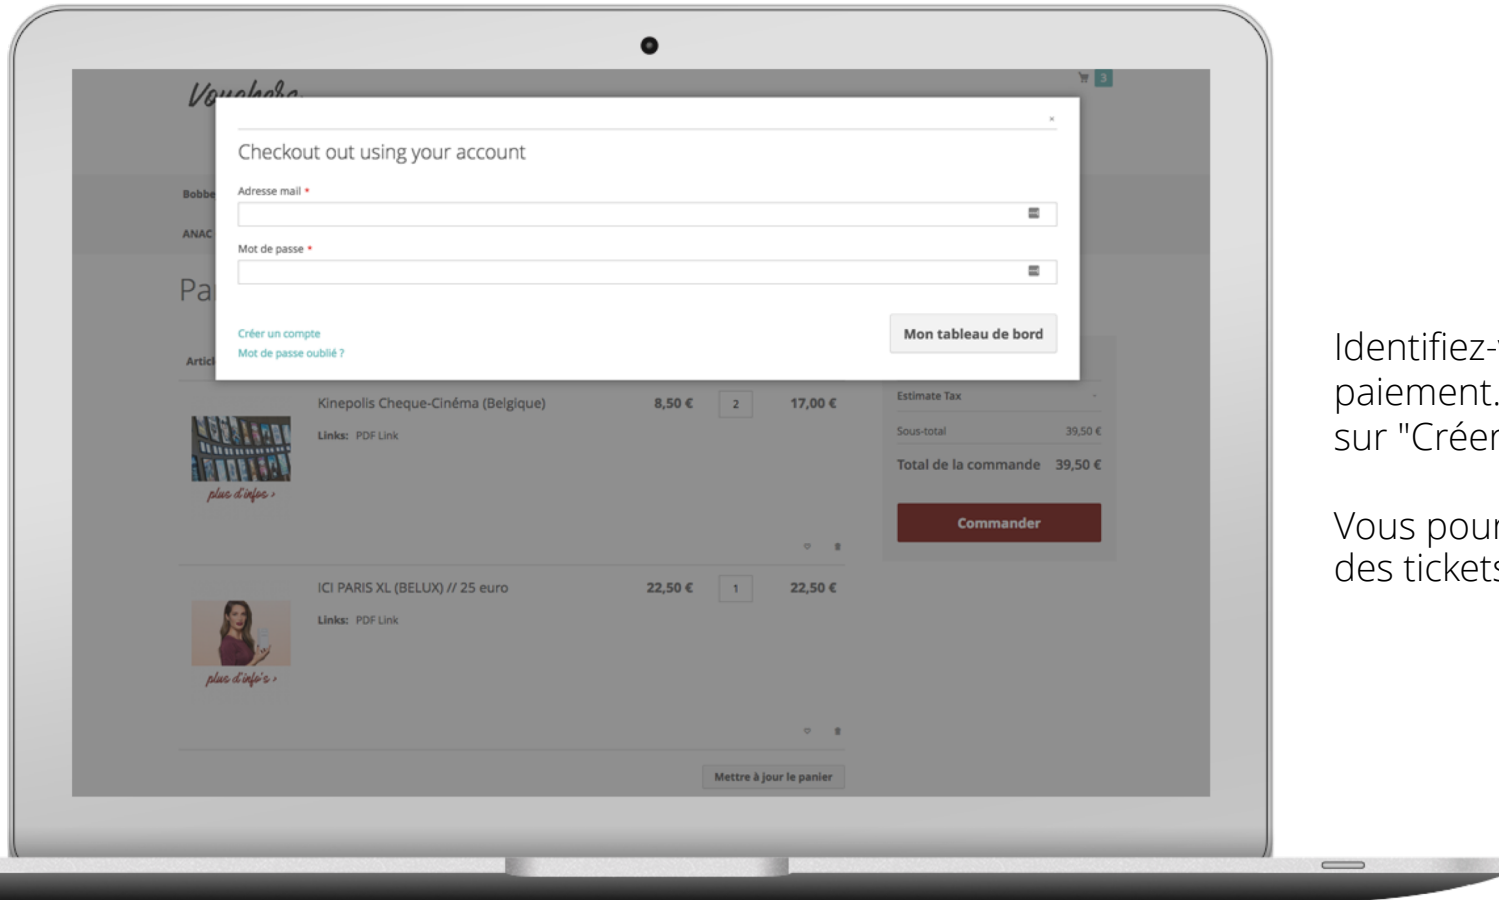 Vouchers
3
×
Checkout out using your account
Adresse mail *
Bobbe
ANAC
Mot de passe *
Pa
Créer un compte
Mot de passe oublié ?
Mon tableau de bord
Articl
Kinepolis Cheque-Cinéma (Belgique) 8,50 € 2 17,00 €
Links: PDF Link
plus d'infos ›
Estimate Tax -
Sous-total 39,50 €
Total de la commande 39,50 €
Commander
ICI PARIS XL (BELUX) // 25 euro 22,50 € 1 22,50 €
Links: PDF Link
plus d'info's ›
Mettre à jour le panier
Identifiez-
paiement.
sur "Créer
Vous pour
des tickets